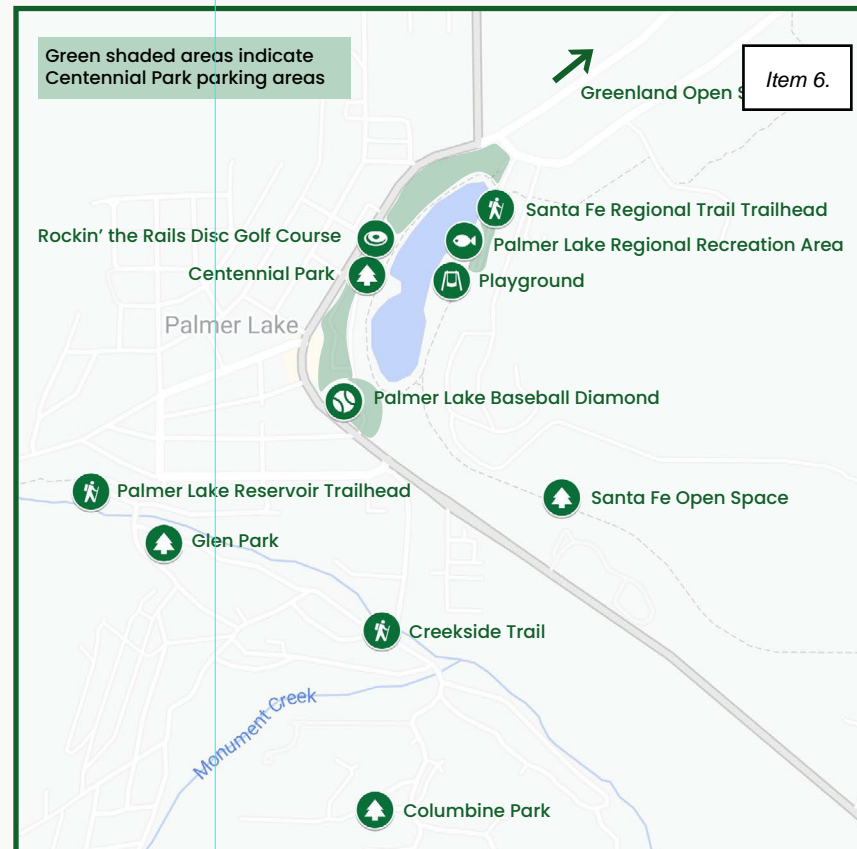 Green shaded areas indicate
Centennial Park parking areas
Item 6.
Greenland Open
Santa Fe Regional Trail Trailhead
Rockin’ the Rails Disc Golf Course
Palmer Lake Regional Recreation Area
Centennial Park
Playground
Palmer Lake
Palmer Lake Baseball Diamond
Palmer Lake Reservoir Trailhead
Santa Fe Open Space
Glen Park
Creekside Trail
Monument Creek
Columbine Park